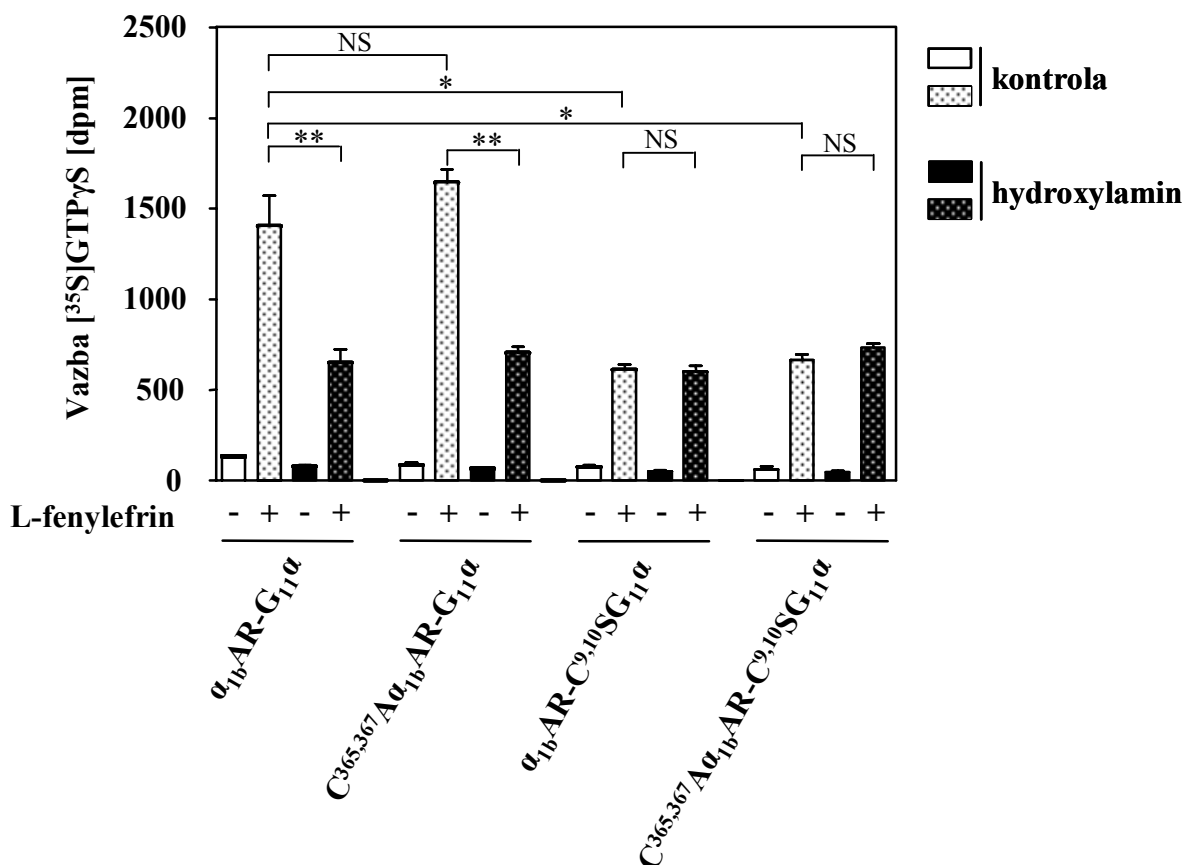 2500
2000
1500
1000
500
0
Vazba [³⁵S]GTPγS [dpm]
NS
*
*
**
**
NS
NS
kontrola
hydroxylamin
L-fenylefrin
- + - + - + - + - + - + - + - +
α₁bAR-G₁₁α
C³⁶⁵,³⁶⁷Aα₁bAR-G₁₁α
α₁bAR-C⁹,¹⁰SG₁₁α
C³⁶⁵,³⁶⁷Aα₁bAR-C⁹,¹⁰SG₁₁α